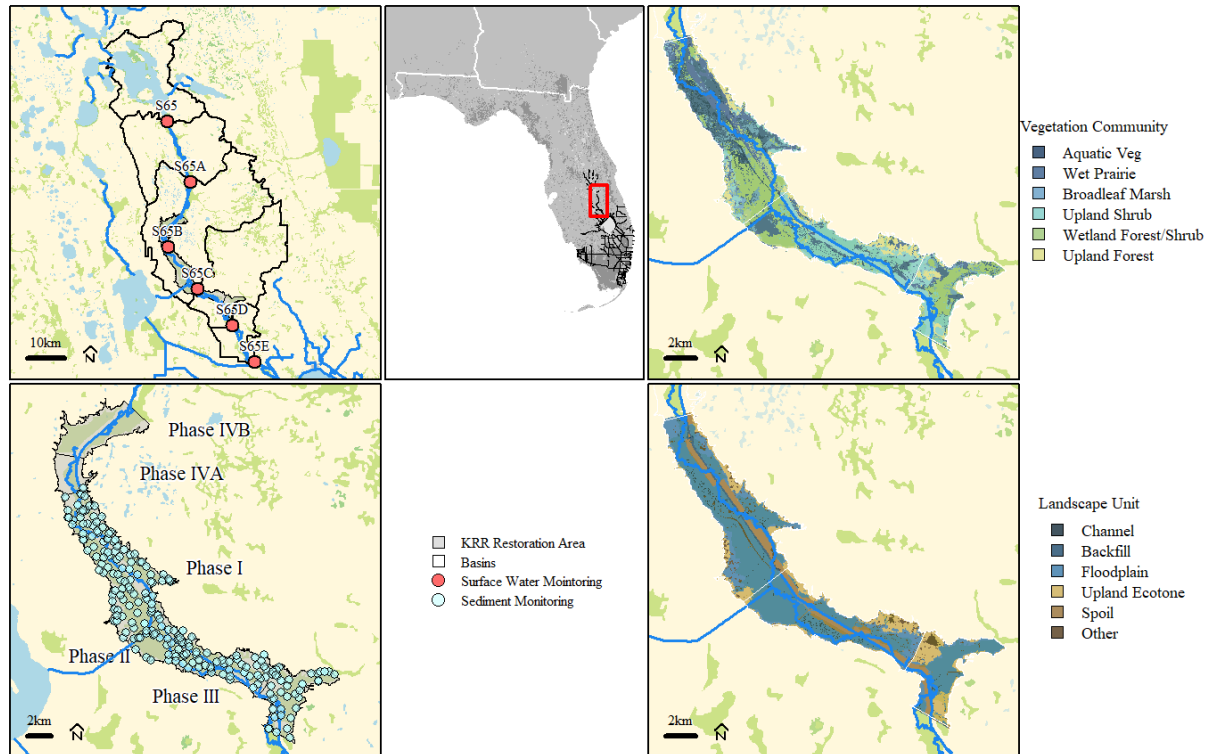 S65
S65A
S65B
S65C
S65D
S65E
10km
N
Vegetation Community
Aquatic Veg
Wet Prairie
Broadleaf Marsh
Upland Shrub
Wetland Forest/Shrub
Upland Forest
2km
N
Phase IVB
Phase IVA
Phase I
Phase II
Phase III
2km
N
KRR Restoration Area
Basins
Surface Water Mointoring
Sediment Monitoring
Landscape Unit
Channel
Backfill
Floodplain
Upland Ecotone
Spoil
Other
2km
N